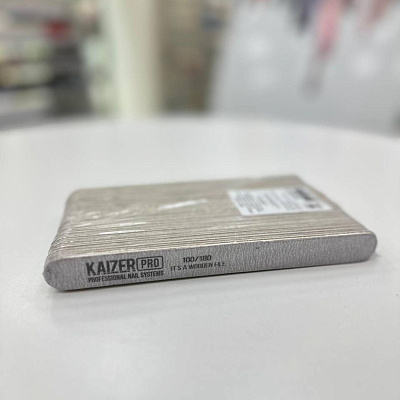 KAIZER PRO
PROFESSIONAL NAIL SYSTEMS
100/180
IT'S A WOODEN FILE